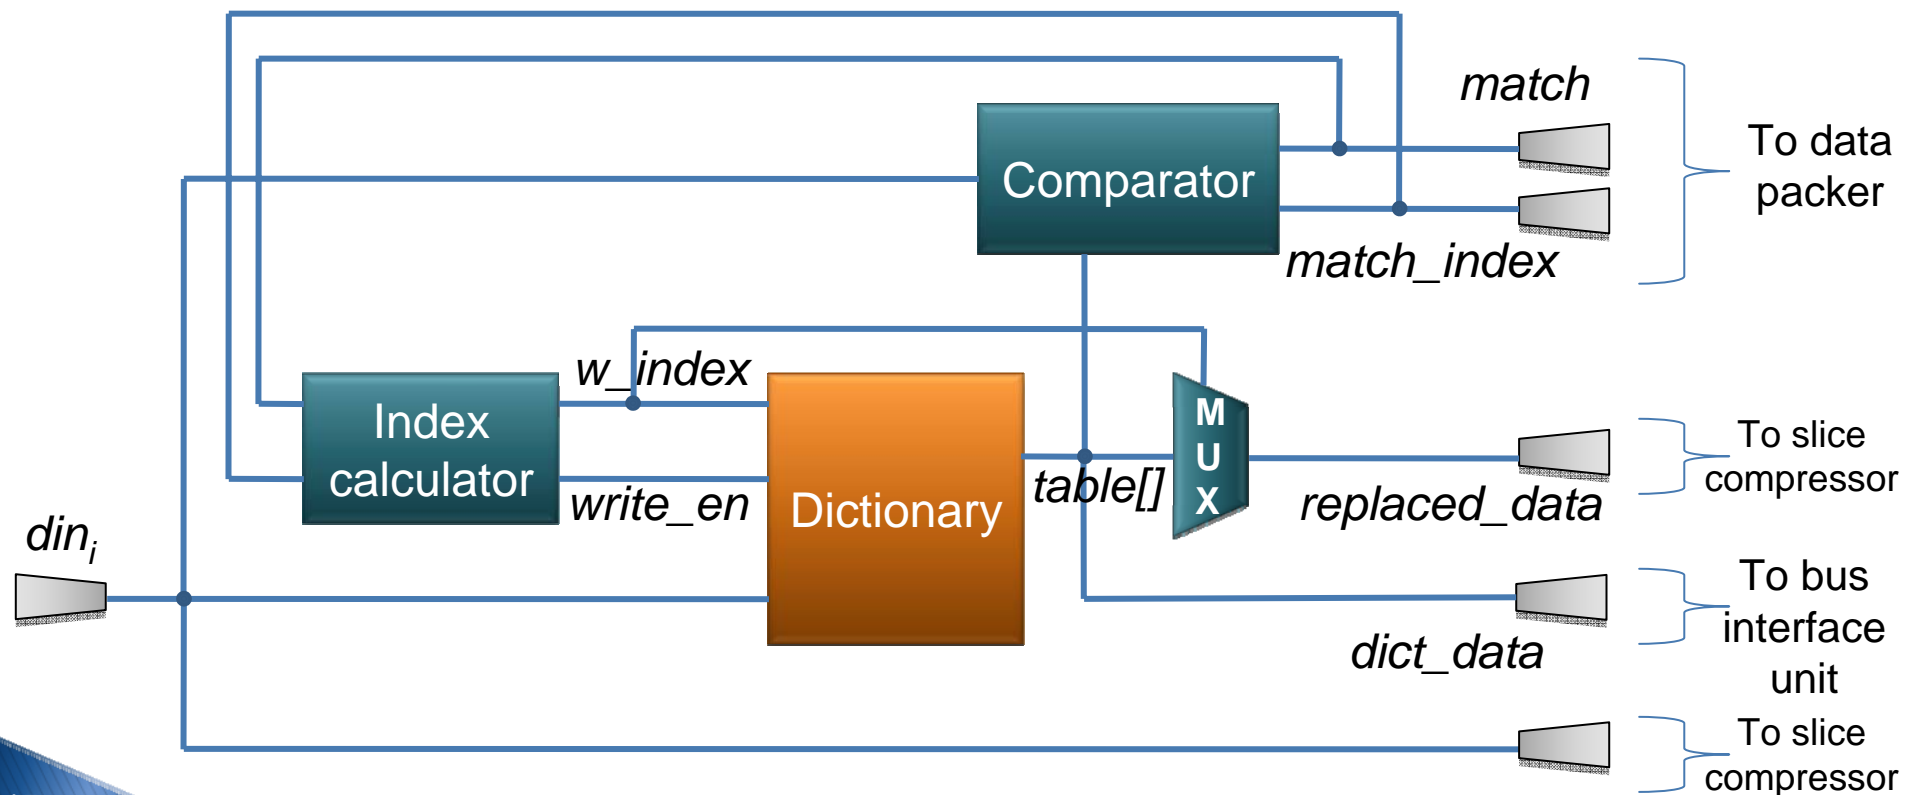 match
To data
packer
Comparator
match_index
w_index
Index
calculator
write_en
Dictionary
table[]
M
U
X
replaced_data
To slice
compressor
din_i
dict_data
To bus
interface
unit
To slice
compressor